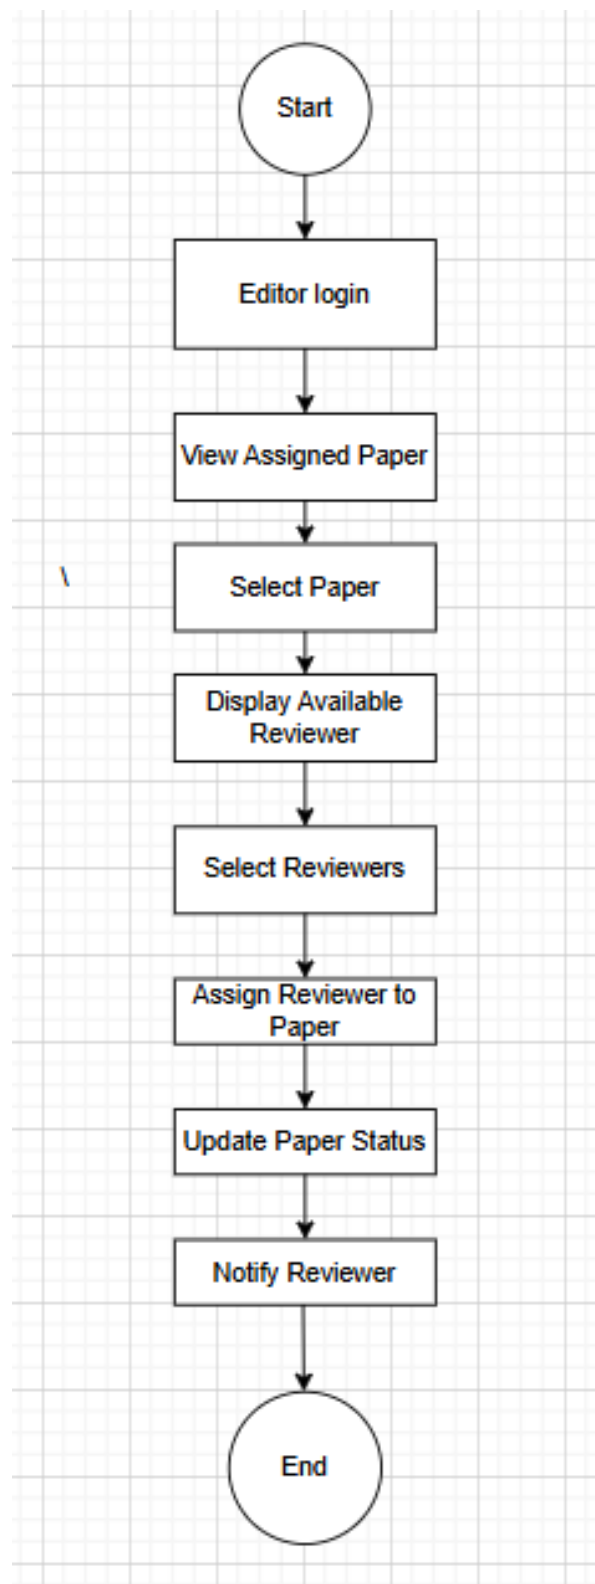 Start
Editor login
View Assigned Paper
\
Select Paper
Display Available
Reviewer
Select Reviewers
Assign Reviewer to
Paper
Update Paper Status
Notify Reviewer
End